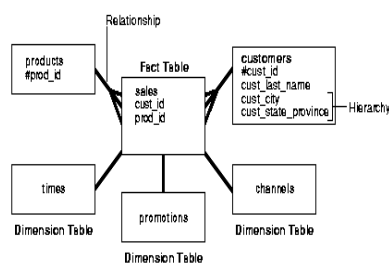 Relationship
products
#prod_id
Fact Table
sales
cust_id
prod_id
customers
#cust_id
cust_last_name
cust_city
cust_state_province
Hierarchy
times
Dimension Table
promotions
Dimension Table
channels
Dimension Table